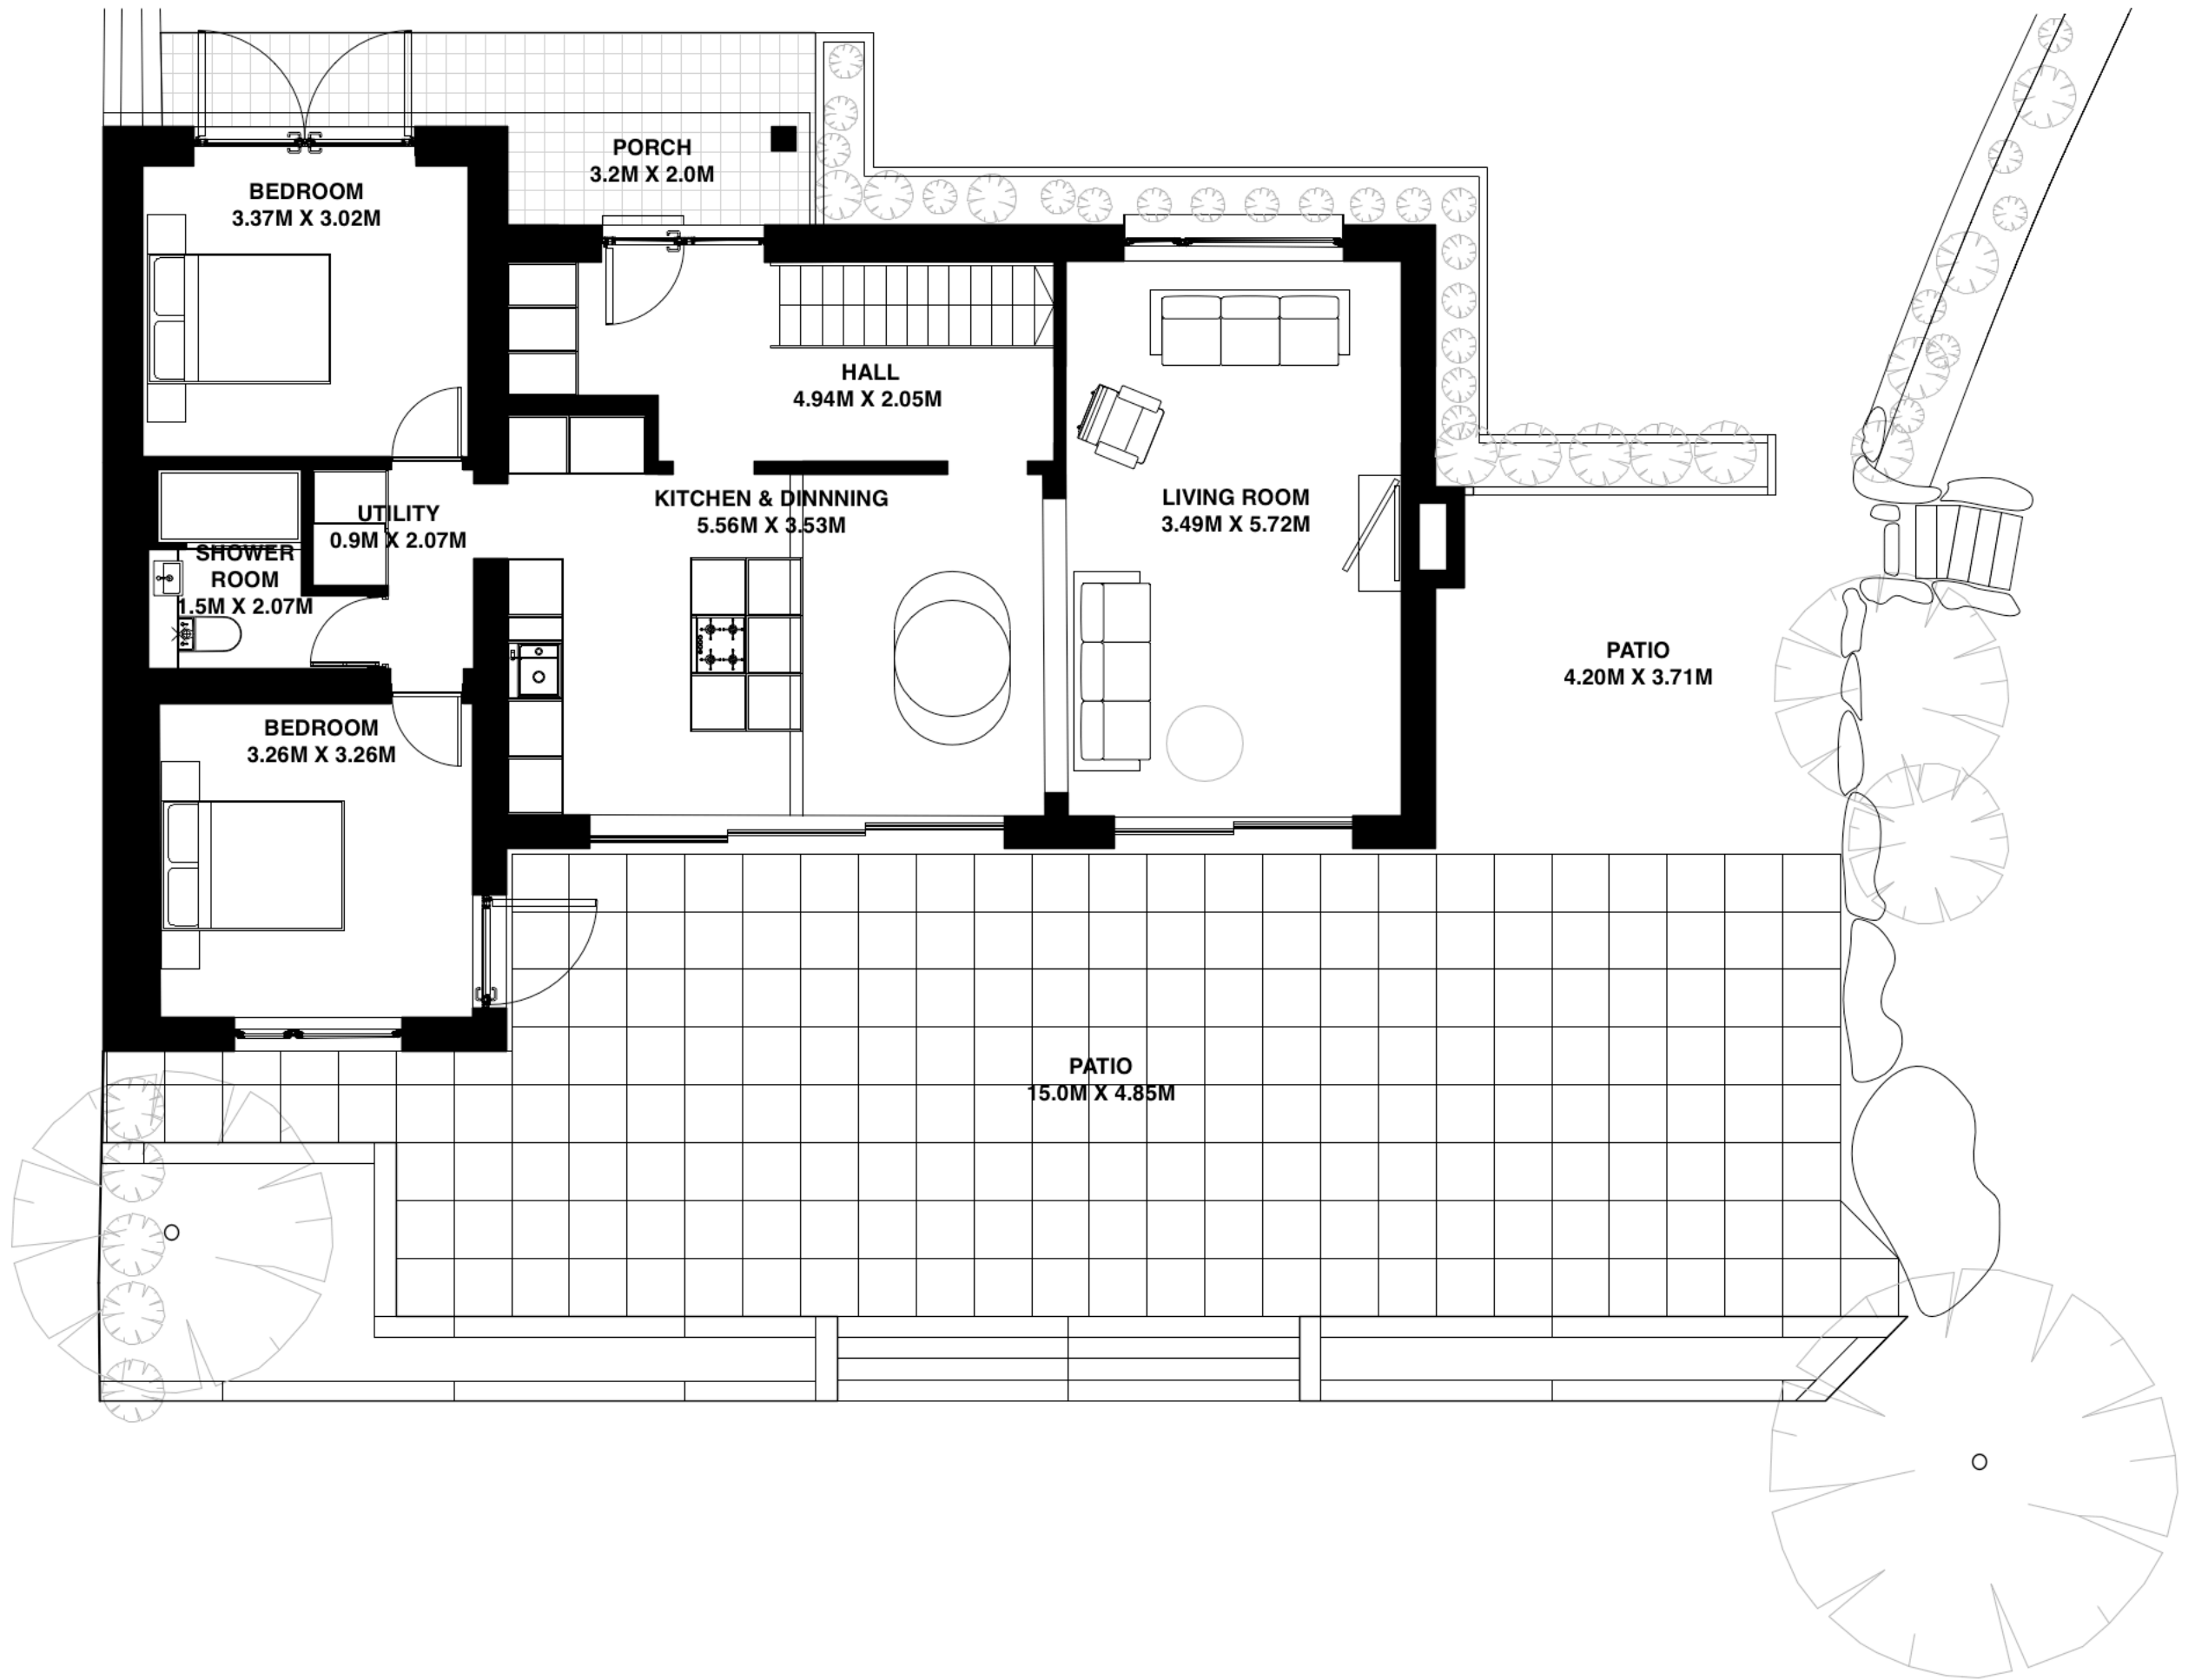 PORCH
3.2M X 2.0M
BEDROOM
3.37M X 3.02M
HALL
4.94M X 2.05M
KITCHEN & DINNNING
5.56M X 3.53M
LIVING ROOM
3.49M X 5.72M
UTILITY
0.9M X 2.07M
SHOWER
ROOM
1.5M X 2.07M
PATIO
4.20M X 3.71M
BEDROOM
3.26M X 3.26M
PATIO
15.0M X 4.85M